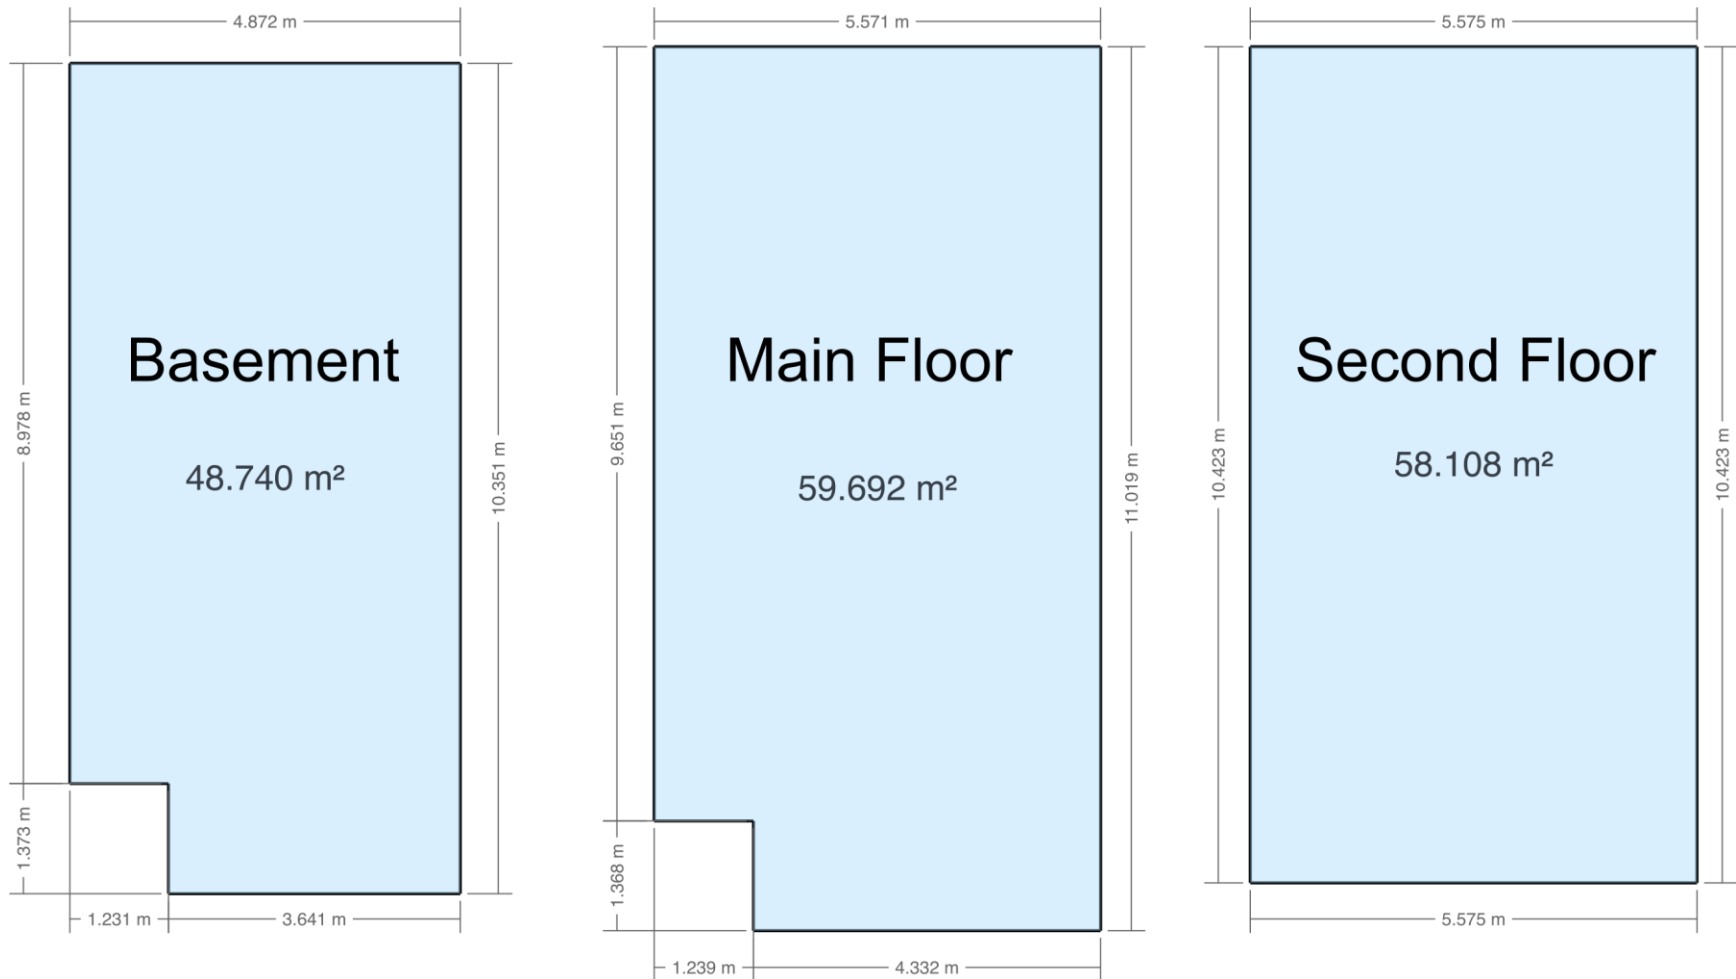 4.872 m
8.978 m
10.351 m
Basement
48.740 m²
1.373 m
1.231 m
3.641 m
5.571 m
9.651 m
11.019 m
Main Floor
59.692 m²
1.368 m
1.239 m
4.332 m
5.575 m
10.423 m
10.423 m
Second Floor
58.108 m²
5.575 m